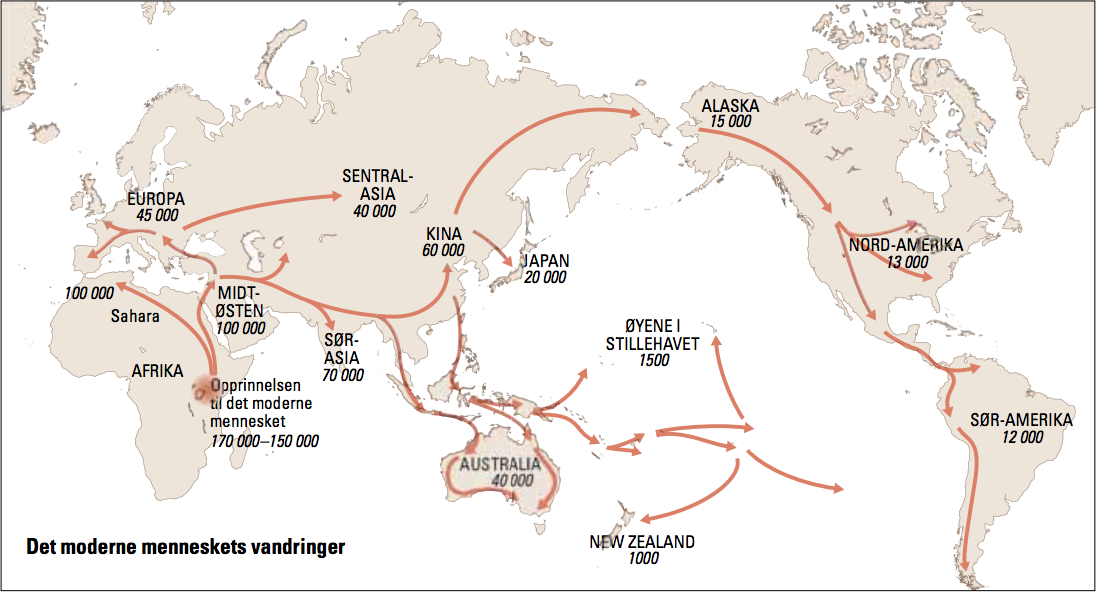 ALASKA
15 000
SENTRAL-
ASIA
40 000
EUROPA
45 000
KINA
60 000
JAPAN
20 000
NORD-AMERIKA
13 000
100 000
Sahara
MIDT-
ØSTEN
100 000
SØR-
ASIA
70 000
ØYENE I
STILLEHAVET
1500
AFRIKA
Opprinnelsen
til det moderne
mennesket
170 000–150 000
SØR-AMERIKA
12 000
AUSTRALIA
40 000
NEW ZEALAND
1000
Det moderne menneskets vandringer